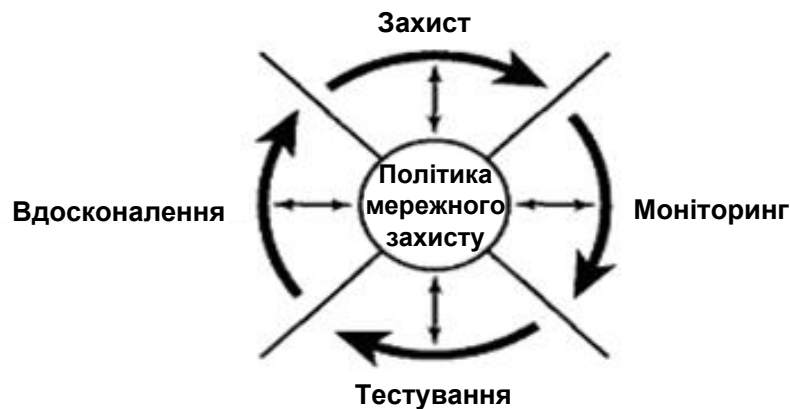 Захист
Політика
мережного
захисту
Вдосконалення
Моніторинг
Тестування